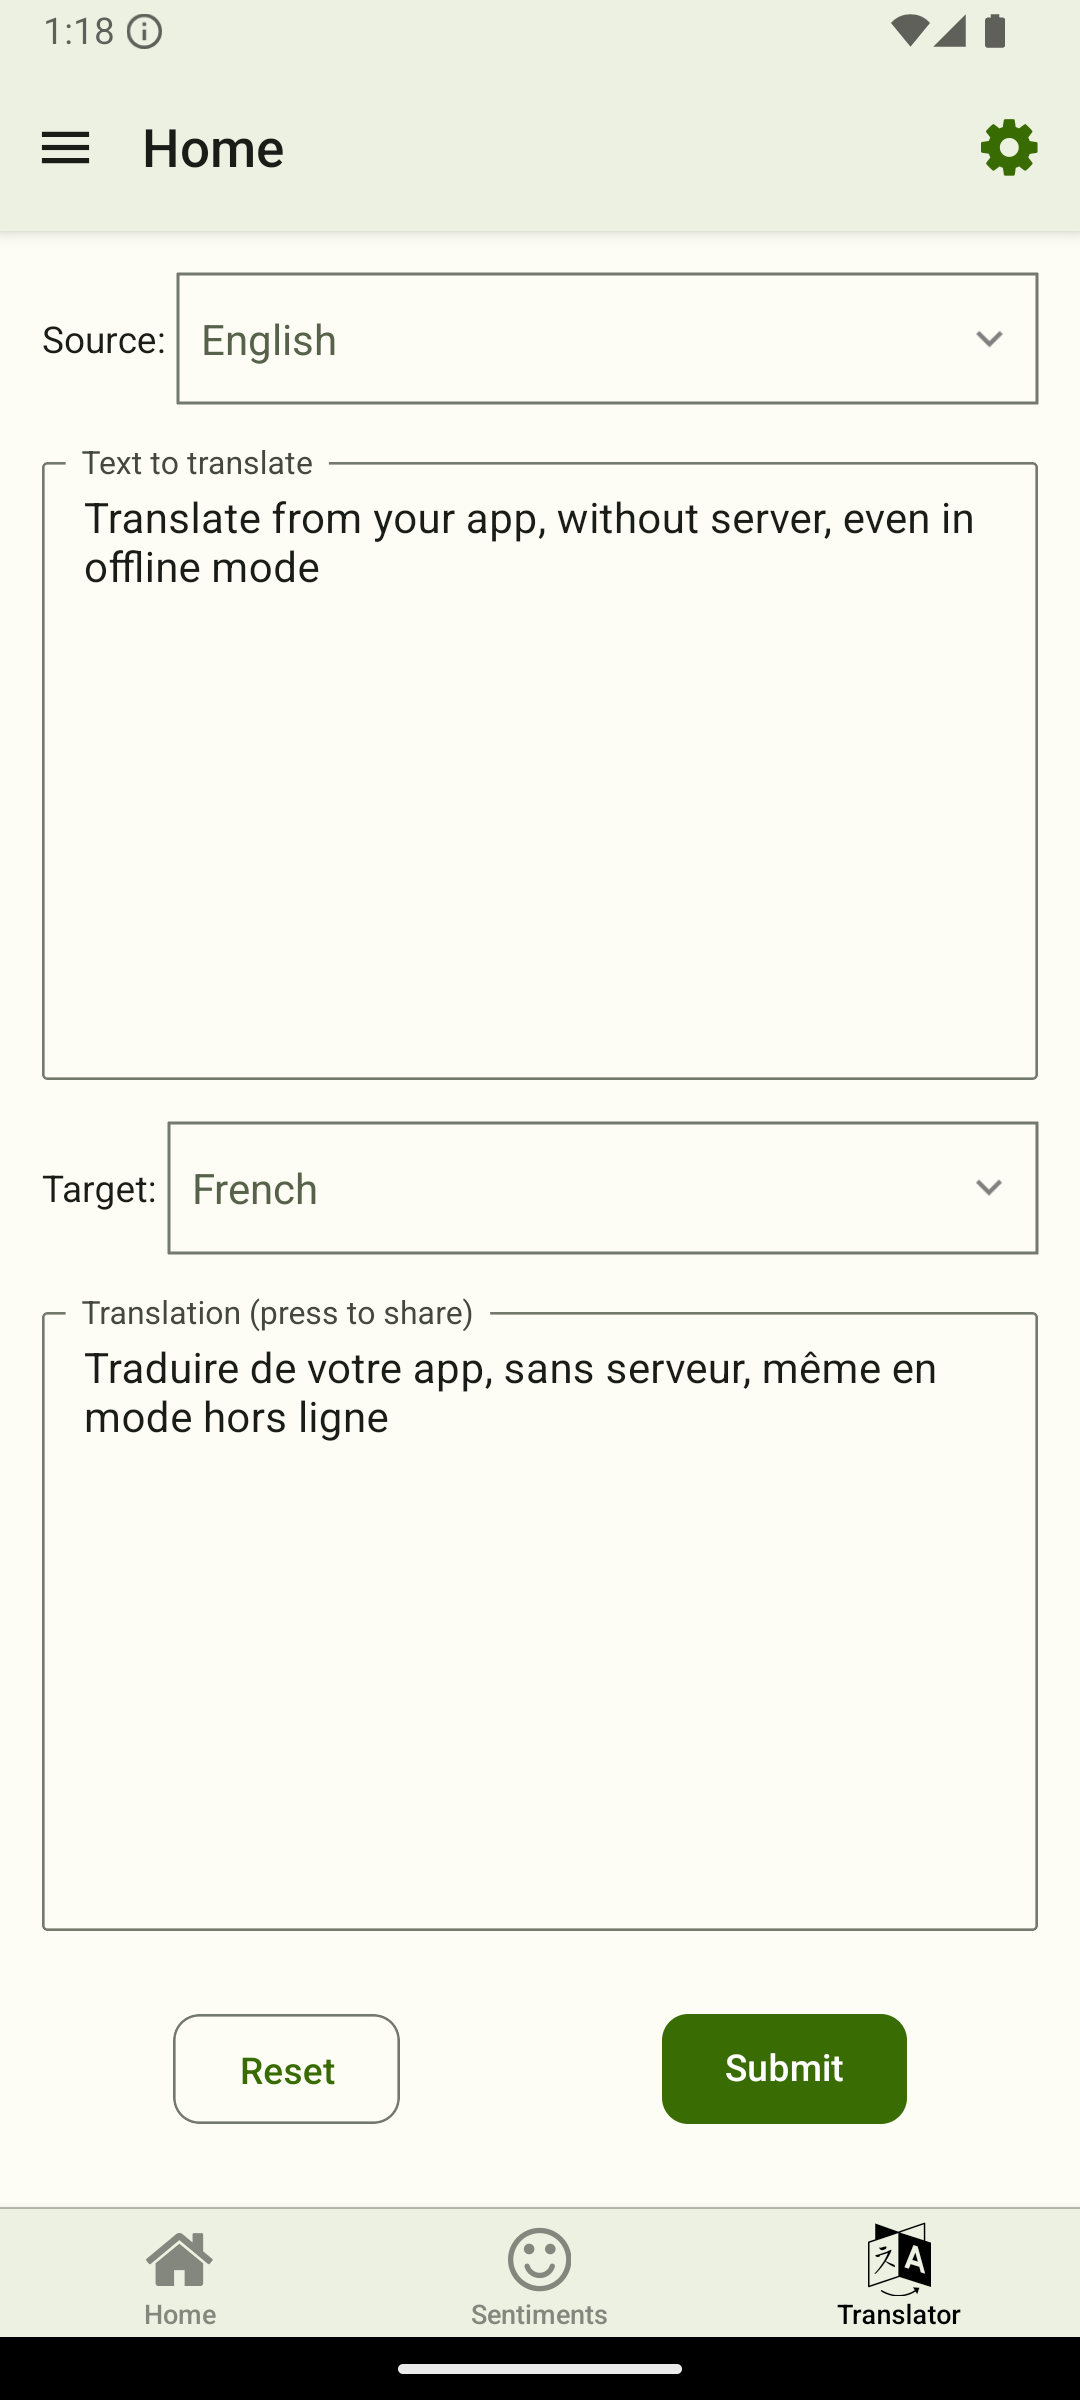 1:18
Home
Source:
English
Text to translate
Translate from your app, without server, even in
offline mode
Target:
French
Translation (press to share)
Traduire de votre app, sans serveur, même en
mode hors ligne
Reset
Submit
Home
Sentiments
Translator